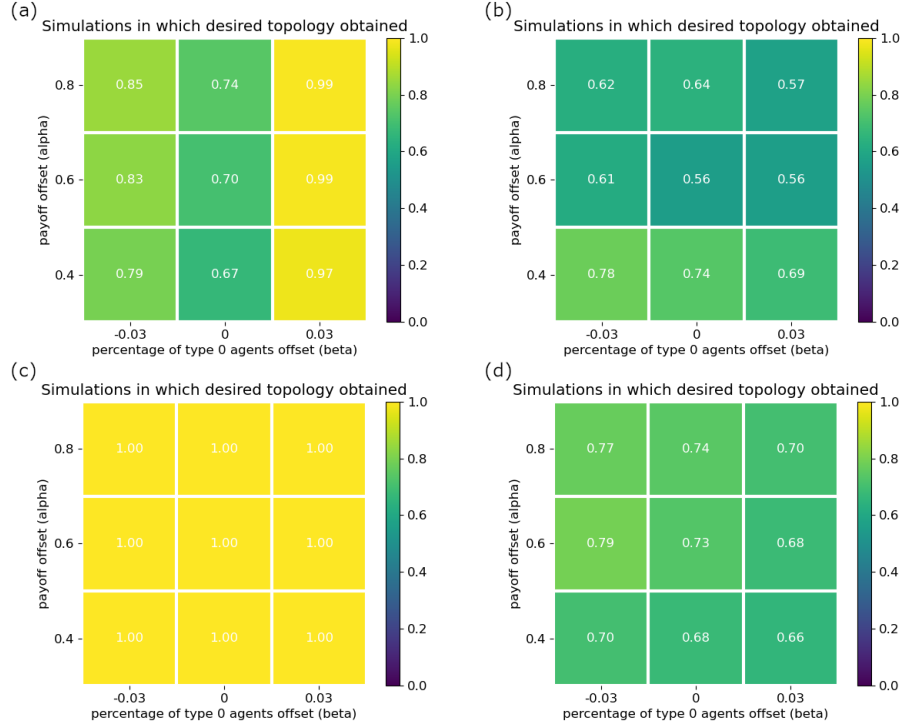 (a)
Simulations in which desired topology obtained
payoff offset (alpha)
0.8
0.6
0.4
0.85 0.74 0.99
0.83 0.70 0.99
0.79 0.67 0.97
-0.03 0 0.03
percentage of type 0 agents offset (beta)
1.0
0.8
0.6
0.4
0.2
0.0
(b)
Simulations in which desired topology obtained
payoff offset (alpha)
0.8
0.6
0.4
0.62 0.64 0.57
0.61 0.56 0.56
0.78 0.74 0.69
-0.03 0 0.03
percentage of type 0 agents offset (beta)
1.0
0.8
0.6
0.4
0.2
0.0
(c)
Simulations in which desired topology obtained
payoff offset (alpha)
0.8
0.6
0.4
1.00 1.00 1.00
1.00 1.00 1.00
1.00 1.00 1.00
-0.03 0 0.03
percentage of type 0 agents offset (beta)
1.0
0.8
0.6
0.4
0.2
0.0
(d)
Simulations in which desired topology obtained
payoff offset (alpha)
0.8
0.6
0.4
0.77 0.74 0.70
0.79 0.73 0.68
0.70 0.68 0.66
-0.03 0 0.03
percentage of type 0 agents offset (beta)
1.0
0.8
0.6
0.4
0.2
0.0